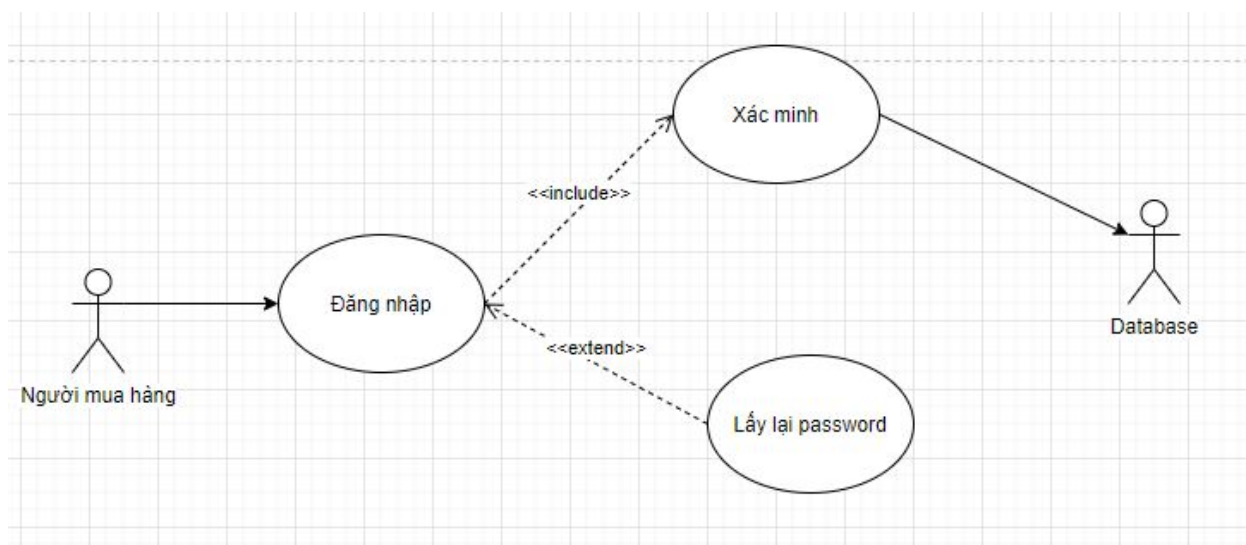 Xác minh
<<include>>
Đăng nhập
Database
<<extend>>
Người mua hàng
Lấy lại password